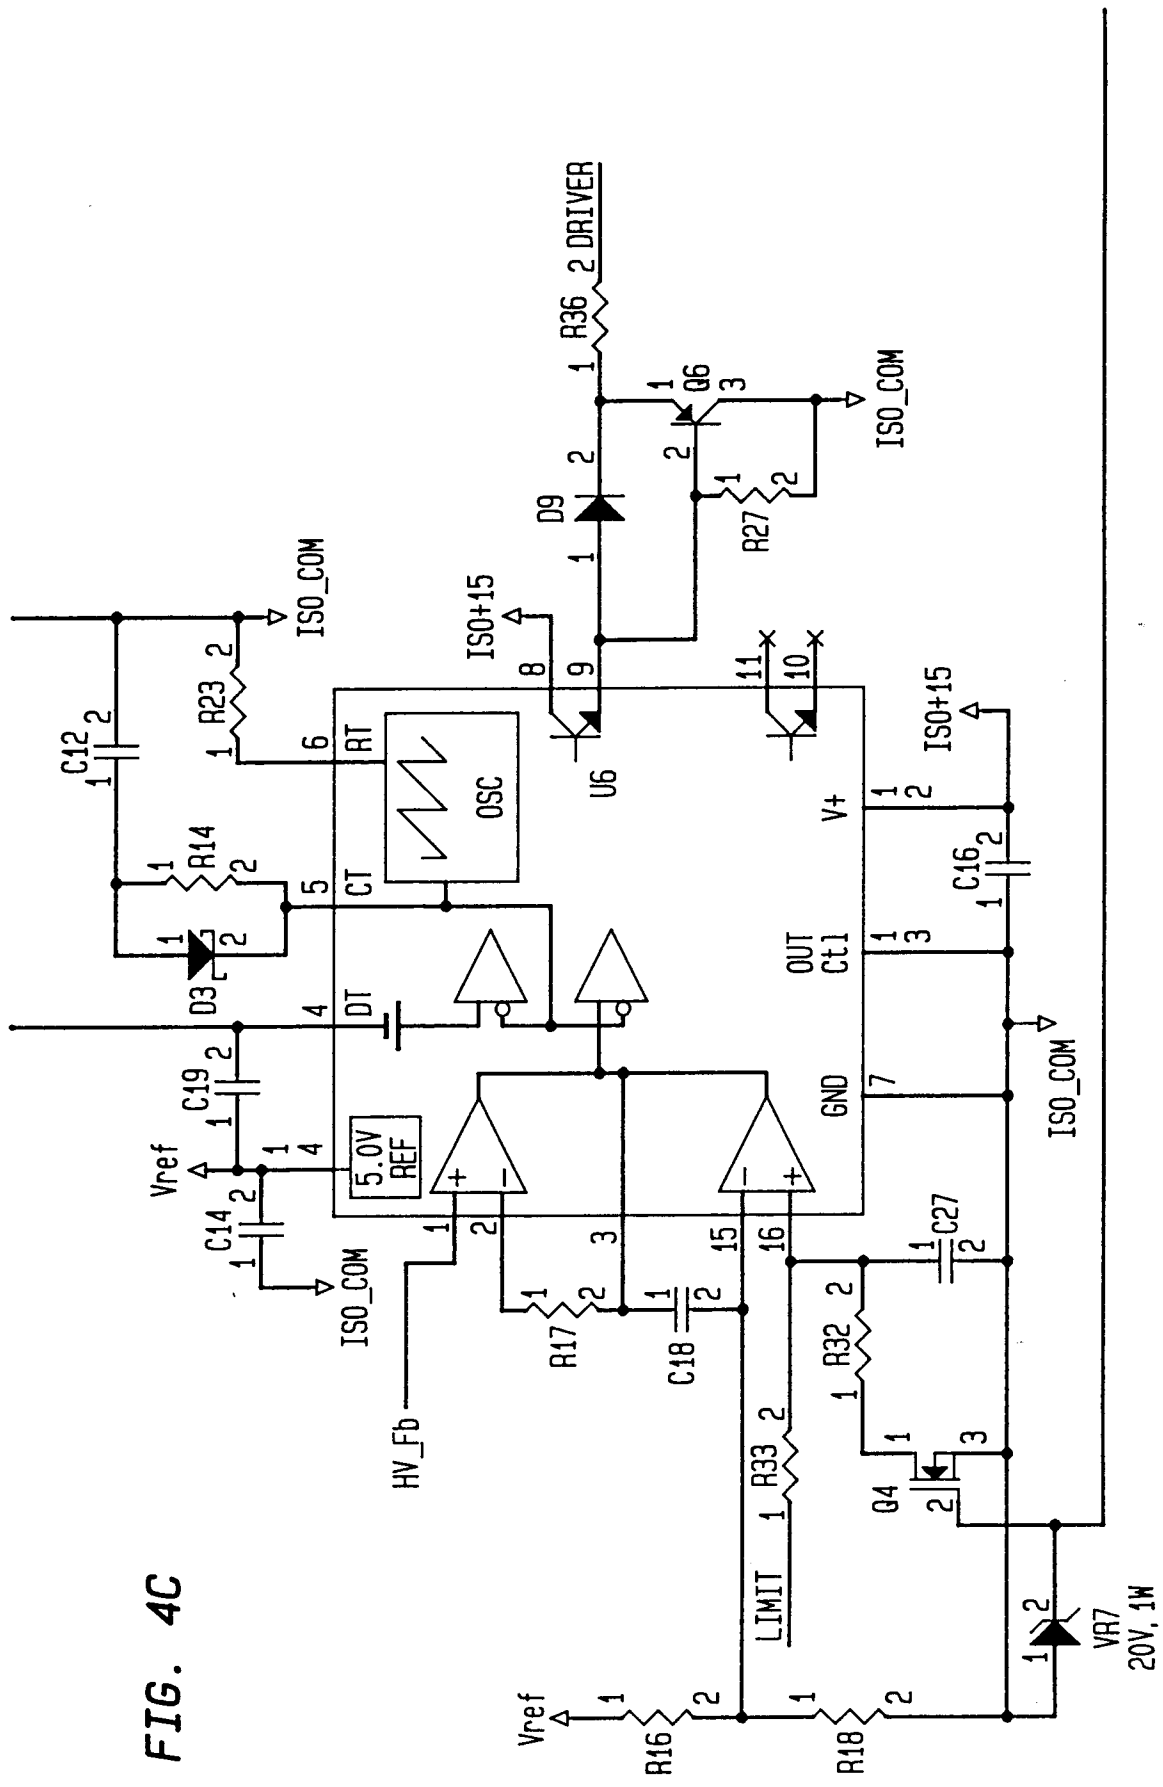 FIG. 4C
Vref
C19
1
2
C14
1
2
ISO_COM
1
4
5.0V
REF
4
DT
D3
1
2
R14
1
2
5
CT
C12
1
2
R23
1
2
6
RT
ISO_COM
OSC
HV_Fb
1
+
2
-
R17
1
2
3
C18
1
2
15
-
16
+
ISO+15
8
9
U6
11
10
D9
1
2
R36
1
2
DRIVER
Q6
1
2
3
R27
1
2
ISO_COM
Vref
R16
1
2
R18
1
2
LIMIT
R33
1
2
R32
1
2
Q4
1
2
3
C27
1
2
GND
7
OUT
Ctl
1
3
V+
1
2
C16
1
2
ISO+15
ISO_COM
VR7
20V, 1W
1
2